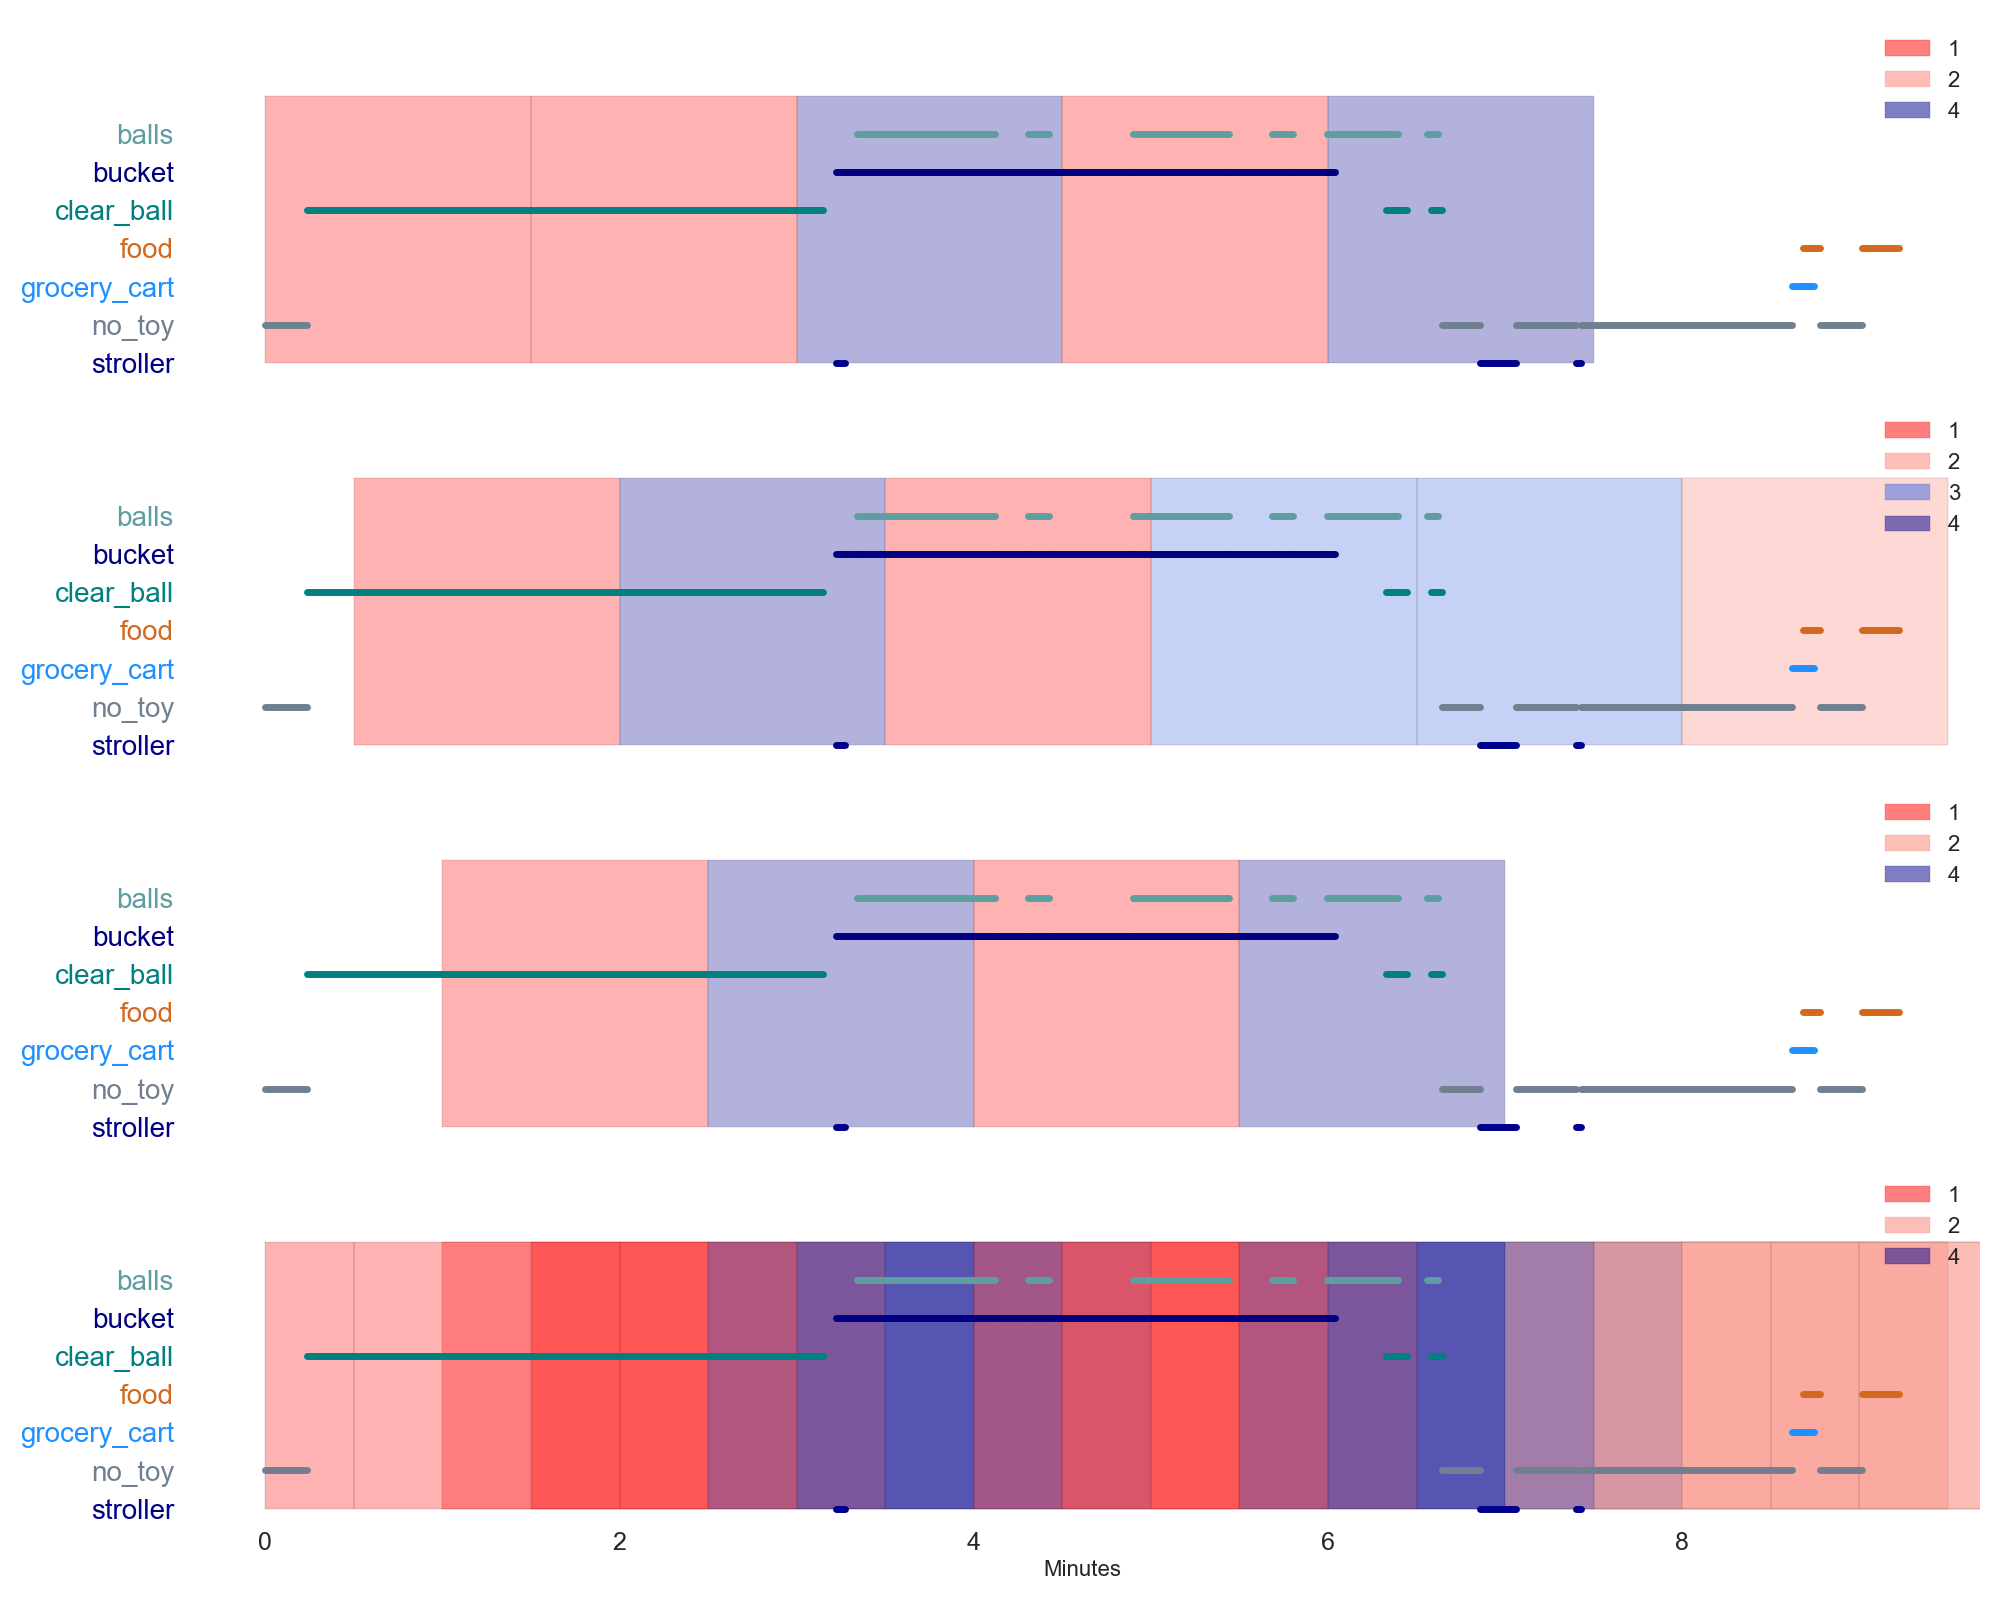 1
2
4
balls
bucket
clear_ball
food
grocery_cart
no_toy
stroller
1
2
3
4
balls
bucket
clear_ball
food
grocery_cart
no_toy
stroller
1
2
4
balls
bucket
clear_ball
food
grocery_cart
no_toy
stroller
1
2
4
balls
bucket
clear_ball
food
grocery_cart
no_toy
stroller
0 2 4 6 8
Minutes